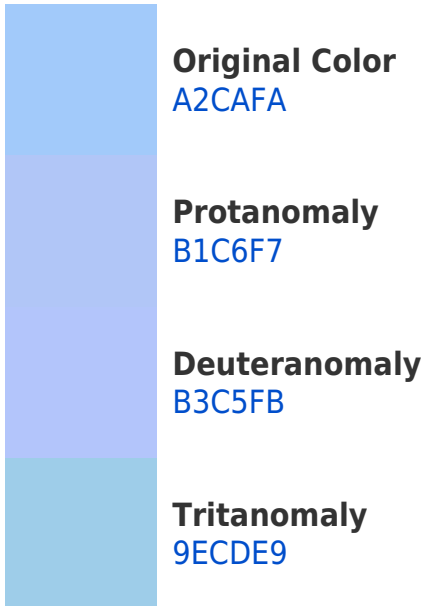 Original Color
A2CAFA
Protanomaly
B1C6F7
Deuteranomaly
B3C5FB
Tritanomaly
9ECDE9